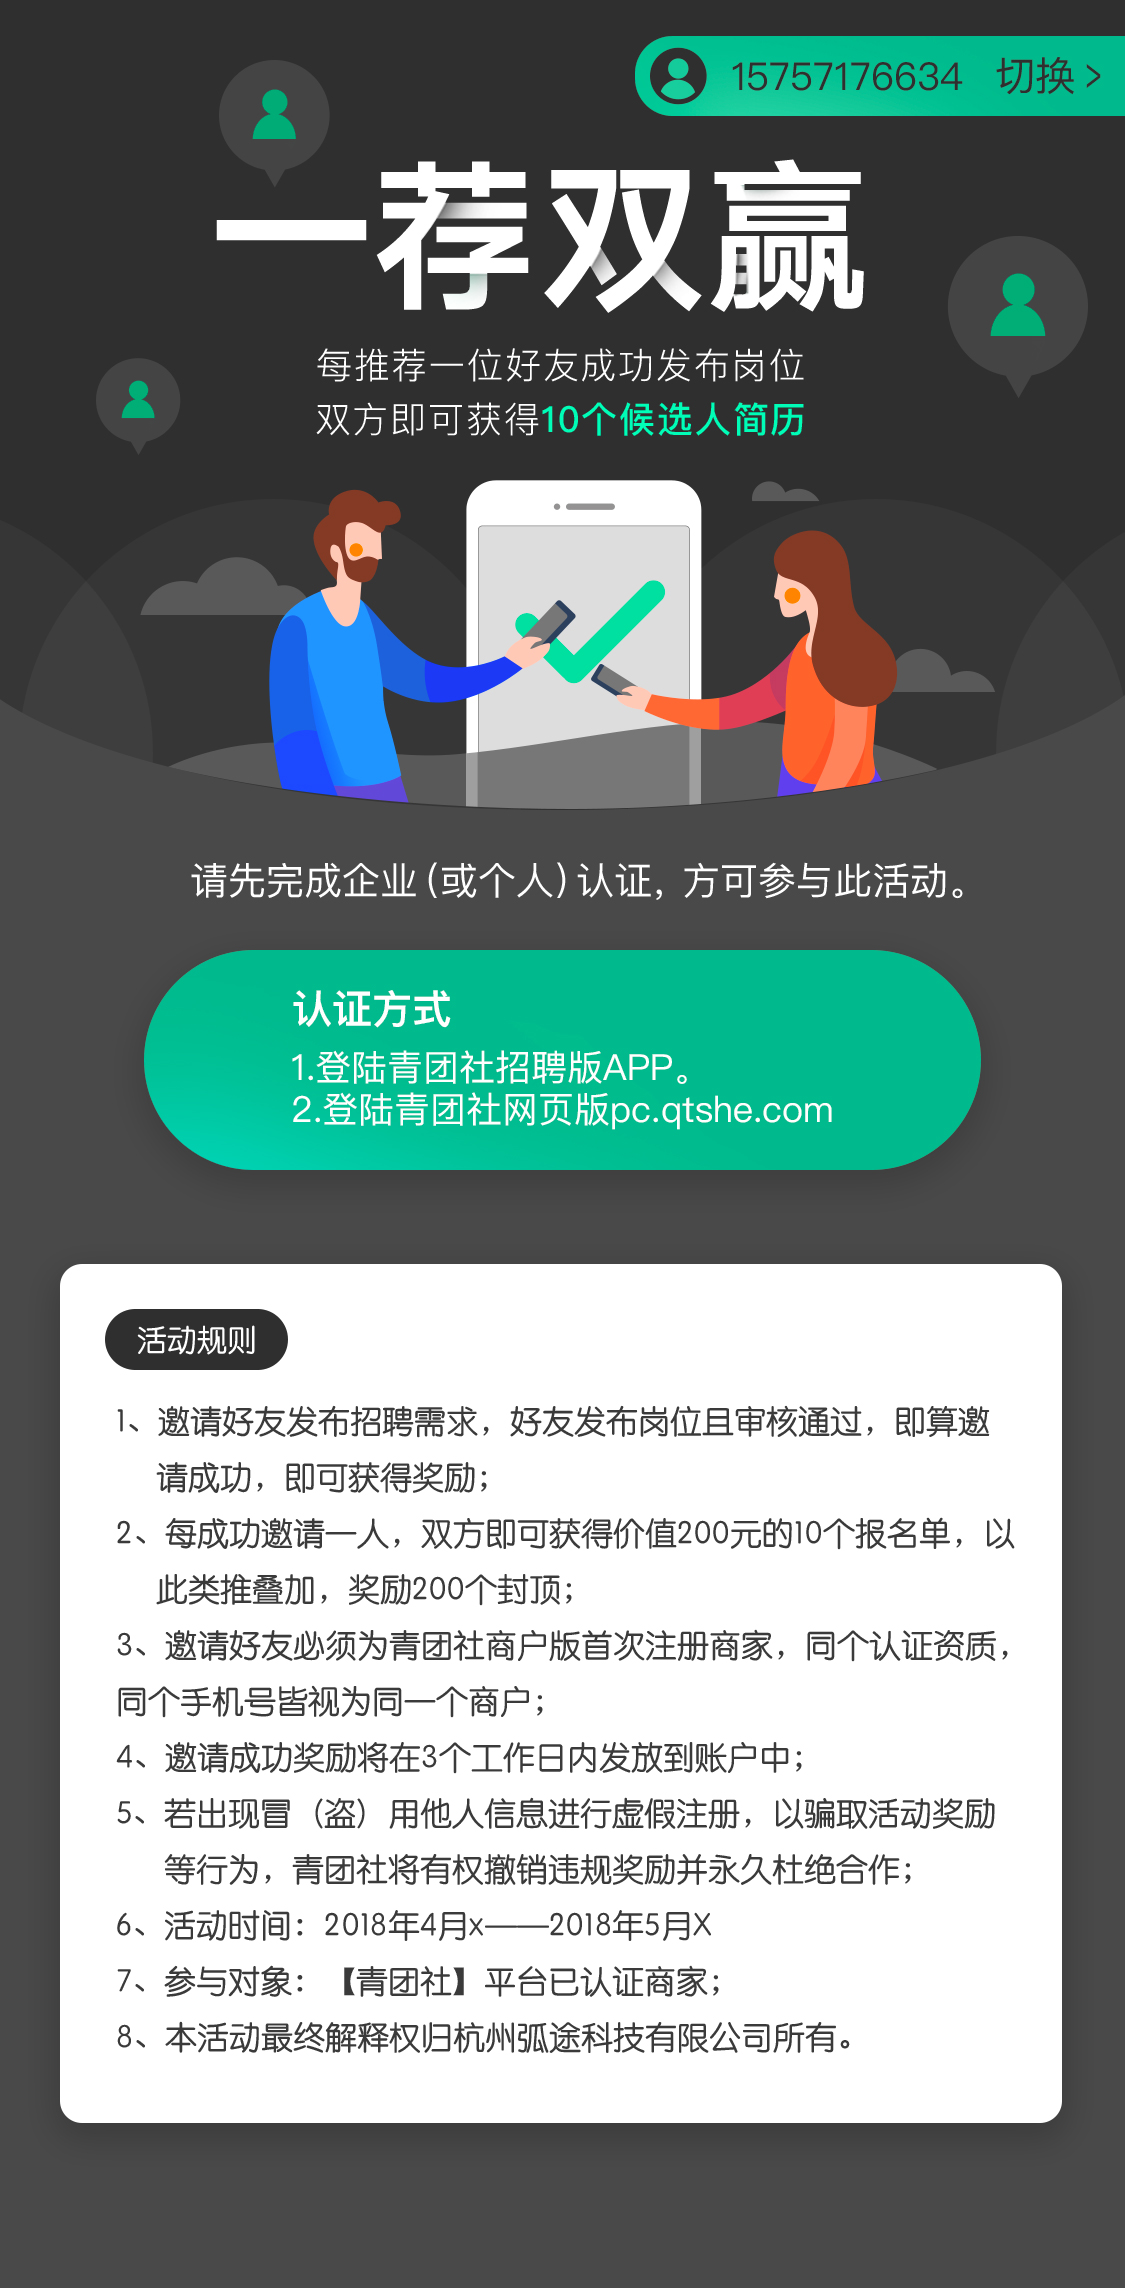 15757176634 切换 >
一荐双赢
每推荐一位好友成功发布岗位
双方即可获得10个候选人简历
请先完成企业(或个人)认证，方可参与此活动。
认证方式
1.登陆青团社招聘版APP。
2.登陆青团社网页版pc.qtshe.com
活动规则
1、邀请好友发布招聘需求，好友发布岗位且审核通过，即算邀
请成功，即可获得奖励；
2、每成功邀请一人，双方即可获得价值200元的10个报名单，以
此类推叠加，奖励200个封顶；
3、邀请好友必须为青团社商户版首次注册商家，同个认证资质，
同个手机号皆视为同一个商户；
4、邀请成功奖励将在3个工作日内发放到账户中；
5、若出现冒（盗）用他人信息进行虚假注册，以骗取活动奖励
等行为，青团社将有权撤销违规奖励并永久杜绝合作；
6、活动时间：2018年4月x——2018年5月X
7、参与对象：【青团社】平台已认证商家；
8、本活动最终解释权归杭州弧途科技有限公司所有。